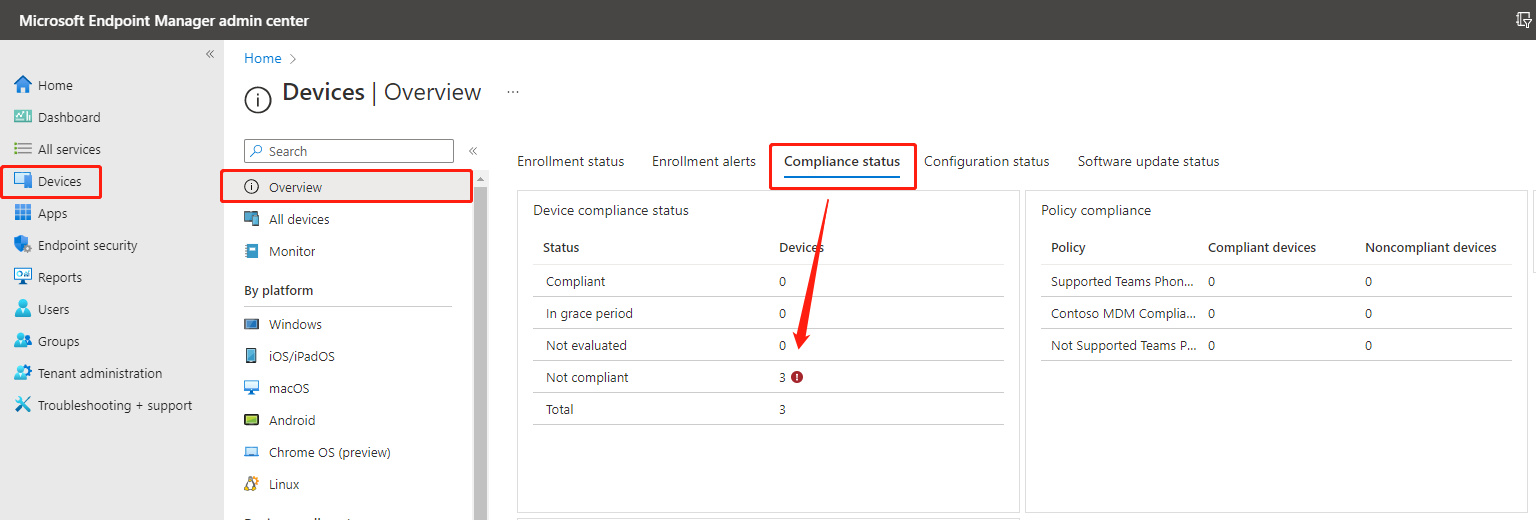 Microsoft Endpoint Manager admin center
«
Home
Dashboard
All services
Devices
Apps
Endpoint security
Reports
Users
Groups
Tenant administration
Troubleshooting + support
Home >
Devices | Overview ...
Search «
Overview
All devices
Monitor
By platform
Windows
iOS/iPadOS
macOS
Android
Chrome OS (preview)
Linux
Enrollment status Enrollment alerts Compliance status Configuration status Software update status
Device compliance status
Status Devices
Compliant 0
In grace period 0
Not evaluated 0
Not compliant 3
Total 3
Policy compliance
Policy Compliant devices Noncompliant devices
Supported Teams Phon... 0 0
Contoso MDM Complia... 0 0
Not Supported Teams P... 0 0